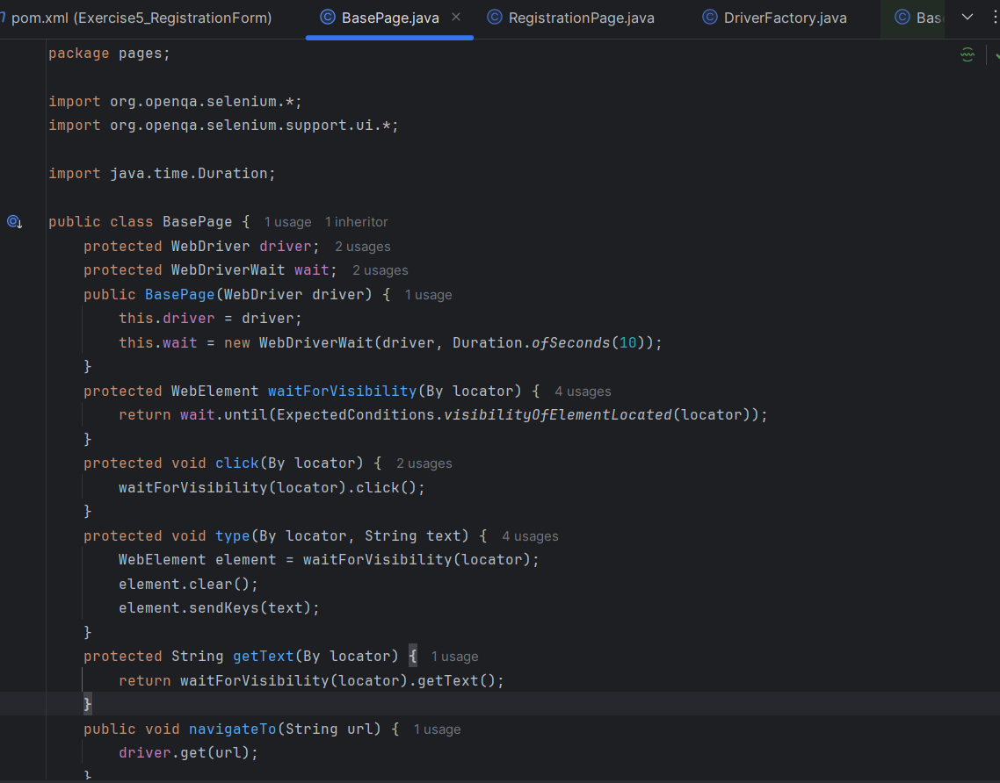 pom.xml (Exercise5_RegistrationForm) BasePage.java × RegistrationPage.java DriverFactory.java Bas
package pages;
import org.openqa.selenium.*;
import org.openqa.selenium.support.ui.*;
import java.time.Duration;
public class BasePage { 1 usage 1 inheritor
protected WebDriver driver; 2 usages
protected WebDriverWait wait; 2 usages
public BasePage(WebDriver driver) { 1 usage
this.driver = driver;
this.wait = new WebDriverWait(driver, Duration.ofSeconds(10));
}
protected WebElement waitForVisibility(By locator) { 4 usages
return wait.until(ExpectedConditions.visibilityOfElementLocated(locator));
}
protected void click(By locator) { 2 usages
waitForVisibility(locator).click();
}
protected void type(By locator, String text) { 4 usages
WebElement element = waitForVisibility(locator);
element.clear();
element.sendKeys(text);
}
protected String getText(By locator) { 1 usage
return waitForVisibility(locator).getText();
}
public void navigateTo(String url) { 1 usage
driver.get(url);
}